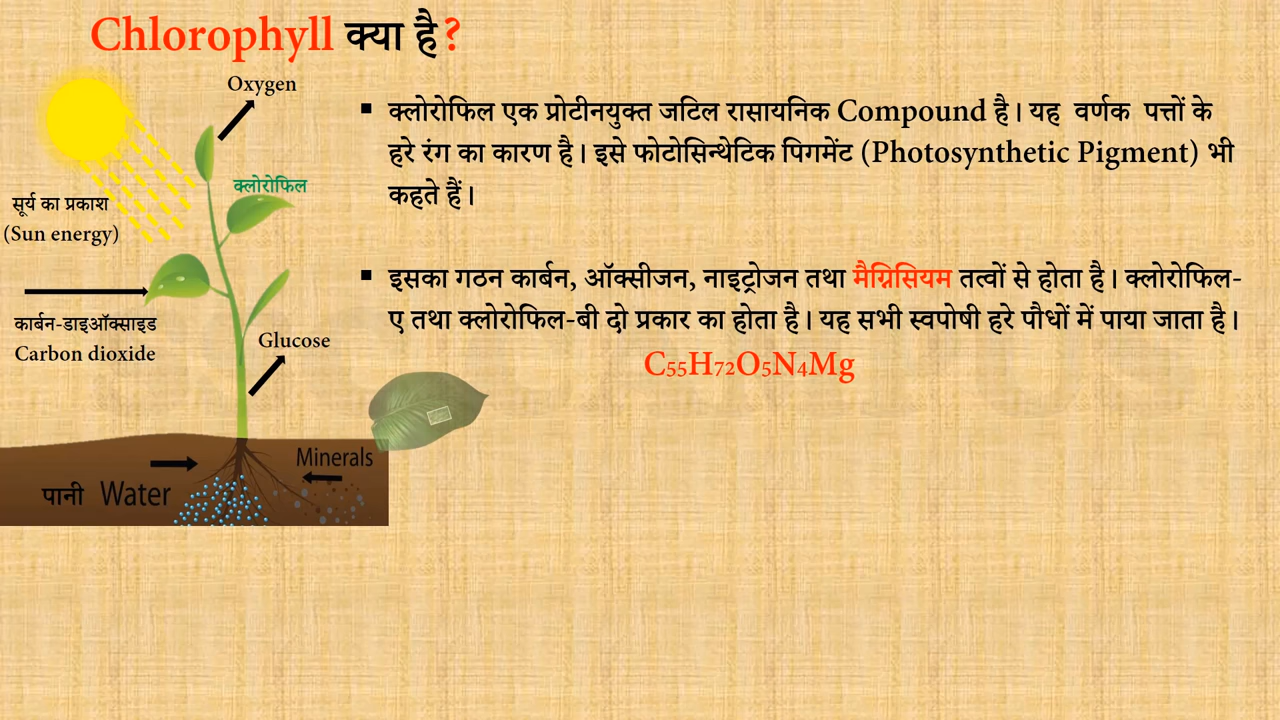 Chlorophyll क्या है?
Oxygen
क्लोरोफिल एक प्रोटीनयुक्त जटिल रासायनिक Compound है। यह वर्णक पत्तों के
हरे रंग का कारण है। इसे फोटोसिन्थेटिक पिगमेंट (Photosynthetic Pigment) भी
कहते हैं।
क्लोरोफिल
सूर्य का प्रकाश
(Sun energy)
इसका गठन कार्बन, ऑक्सीजन, नाइट्रोजन तथा मैग्निसियम तत्वों से होता है। क्लोरोफिल-
ए तथा क्लोरोफिल-बी दो प्रकार का होता है। यह सभी स्वपोषी हरे पौधों में पाया जाता है।
C₅₅H₇₂O₅N₄Mg
कार्बन-डाइऑक्साइड
Carbon dioxide
Glucose
Minerals
पानी Water